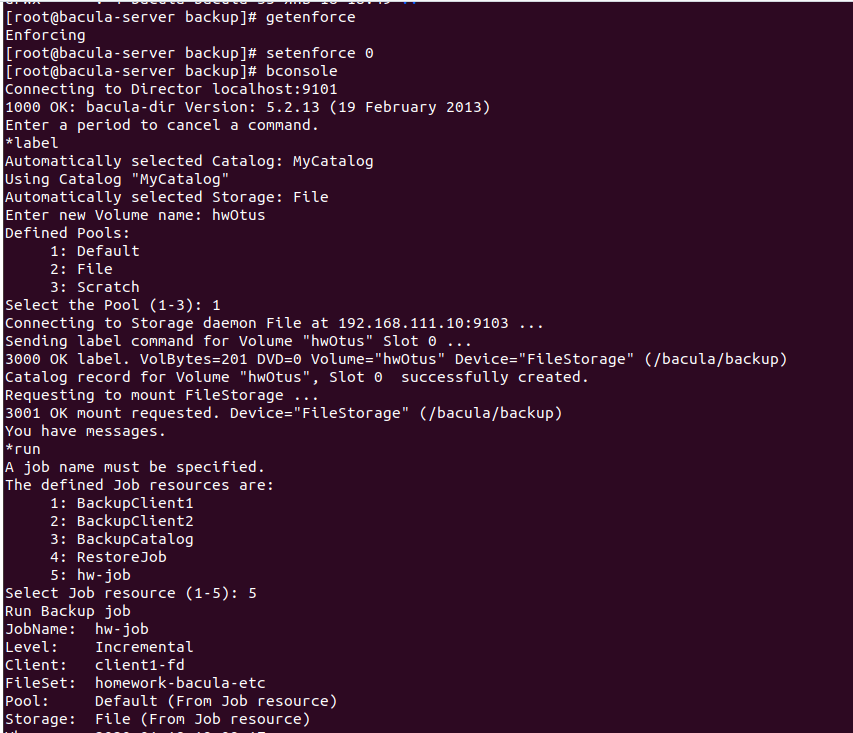 [root@bacula-server backup]# getenforce
Enforcing
[root@bacula-server backup]# setenforce 0
[root@bacula-server backup]# bconsole
Connecting to Director localhost:9101
1000 OK: bacula-dir Version: 5.2.13 (19 February 2013)
Enter a period to cancel a command.
*label
Automatically selected Catalog: MyCatalog
Using Catalog "MyCatalog"
Automatically selected Storage: File
Enter new Volume name: hwOtus
Defined Pools:
     1: Default
     2: File
     3: Scratch
Select the Pool (1-3): 1
Connecting to Storage daemon File at 192.168.111.10:9103 ...
Sending label command for Volume "hwOtus" Slot 0 ...
3000 OK label. VolBytes=201 DVD=0 Volume="hwOtus" Device="FileStorage" (/bacula/backup)
Catalog record for Volume "hwOtus", Slot 0  successfully created.
Requesting to mount FileStorage ...
3001 OK mount requested. Device="FileStorage" (/bacula/backup)
You have messages.
*run
A job name must be specified.
The defined Job resources are:
     1: BackupClient1
     2: BackupClient2
     3: BackupCatalog
     4: RestoreJob
     5: hw-job
Select Job resource (1-5): 5
Run Backup job
JobName:  hw-job
Level:    Incremental
Client:   client1-fd
FileSet:  homework-bacula-etc
Pool:     Default (From Job resource)
Storage:  File (From Job resource)